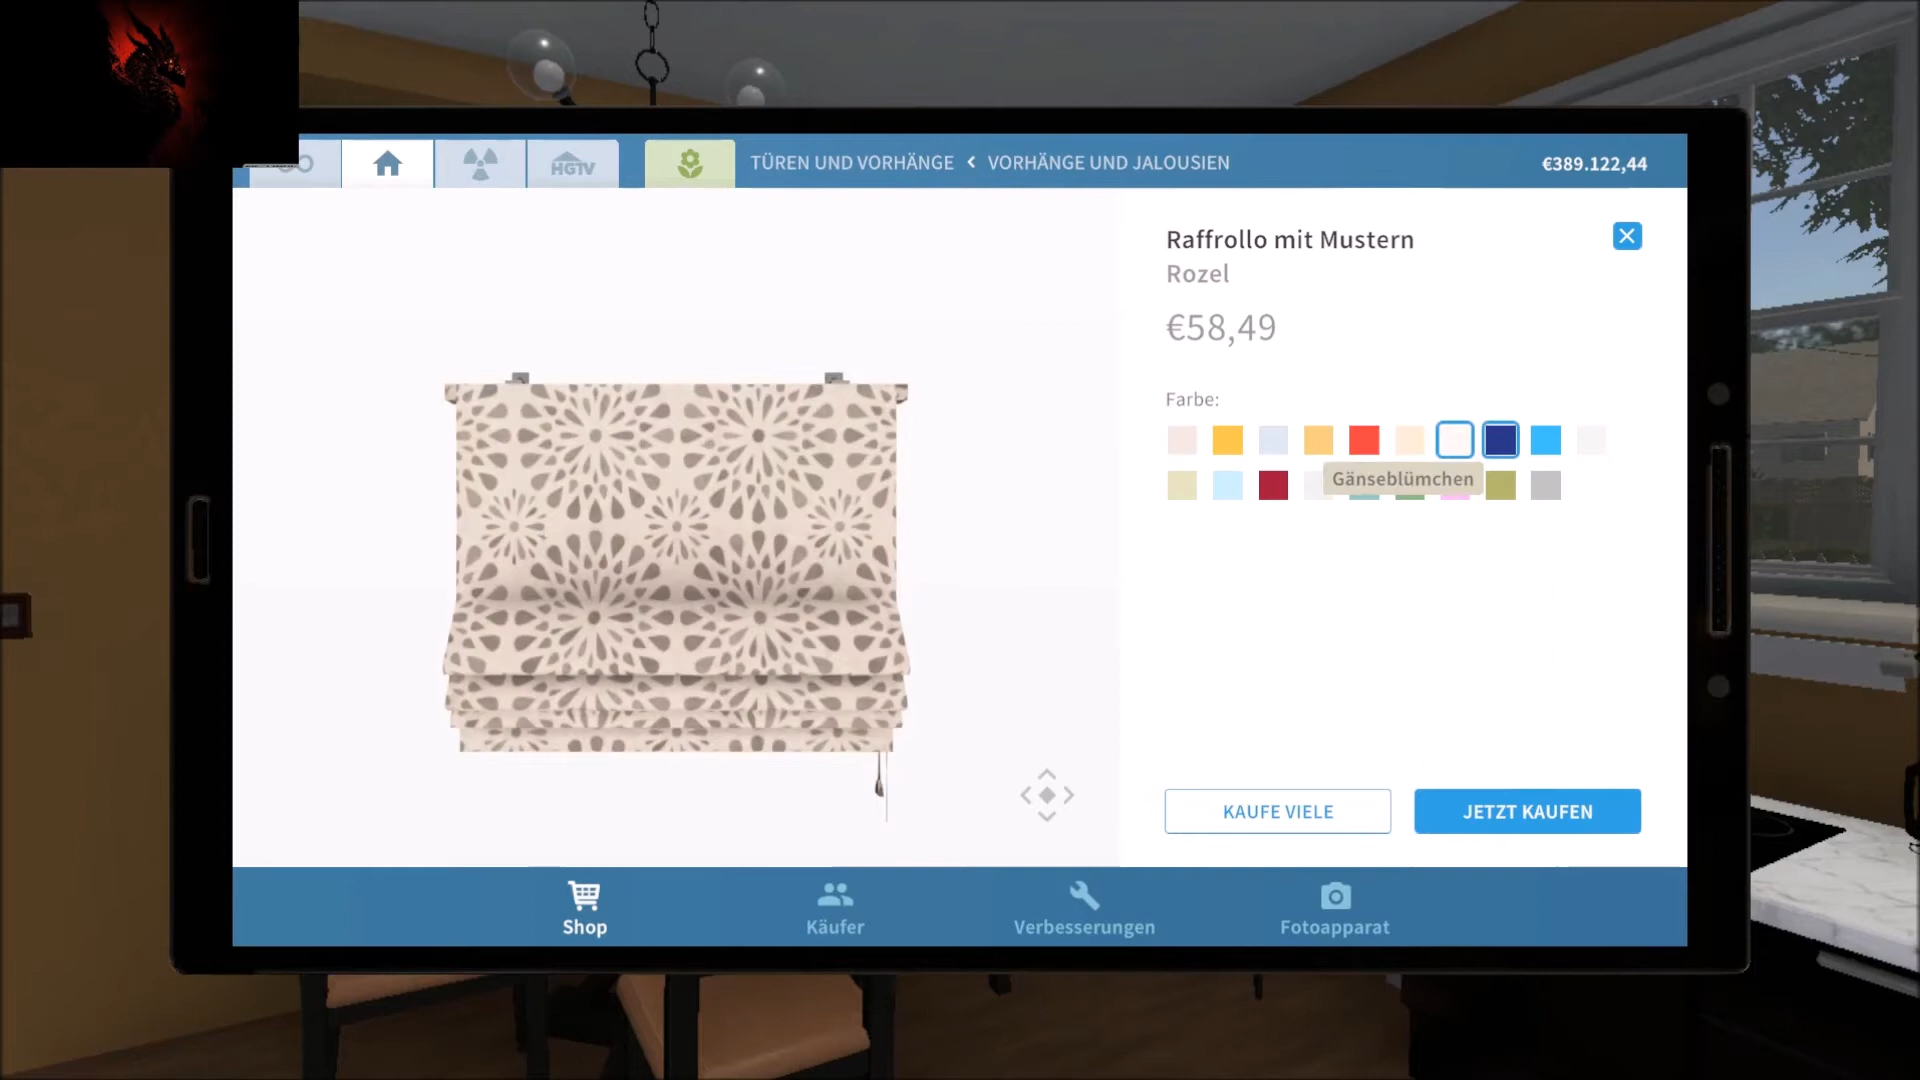 HGTV
TÜREN UND VORHÄNGE < VORHÄNGE UND JALOUSIEN
€389.122,44
Raffrollo mit Mustern
Rozel
€58,49
Farbe:
Gänseblümchen
KAUFE VIELE
JETZT KAUFEN
Shop
Käufer
Verbesserungen
Fotoapparat